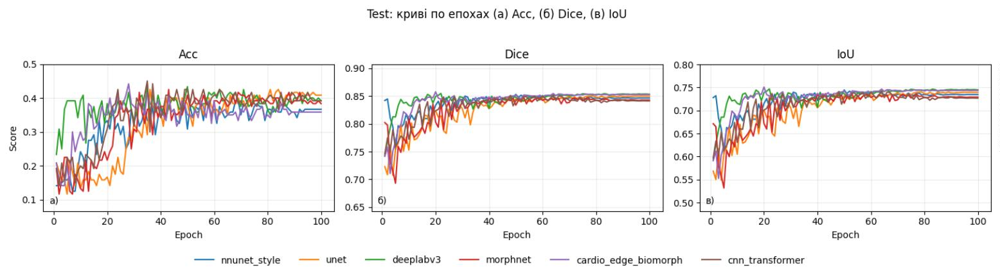 Test: криві по епохах (а) Acc, (б) Dice, (в) IoU
Acc
Dice
IoU
Score
0.5
0.4
0.3
0.2
0.1
а)
0 20 40 60 80 100
Epoch
0.90
0.85
0.80
0.75
0.70
0.65
б)
0 20 40 60 80 100
Epoch
0.80
0.75
0.70
0.65
0.60
0.55
0.50
в)
0 20 40 60 80 100
Epoch
nnunet_style unet deeplabv3 morphnet cardio_edge_biomorph cnn_transformer